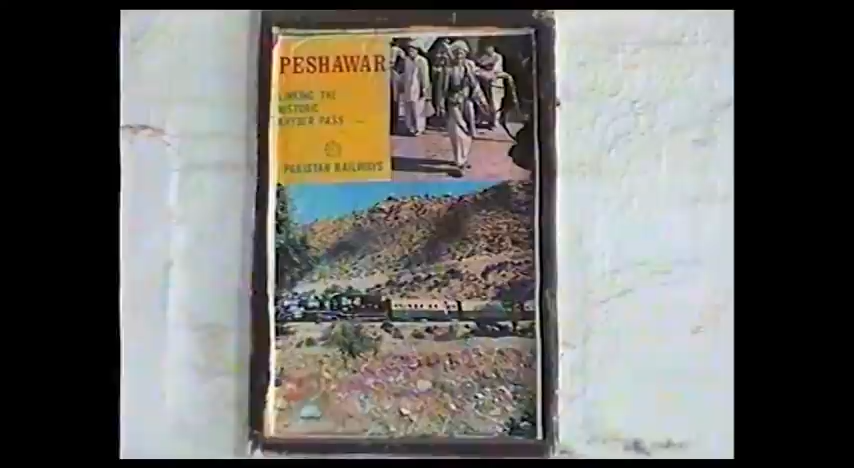 PESHAWAR
LINKING THE
HISTORIC
KHYBER PASS
PAKISTAN RAILWAYS